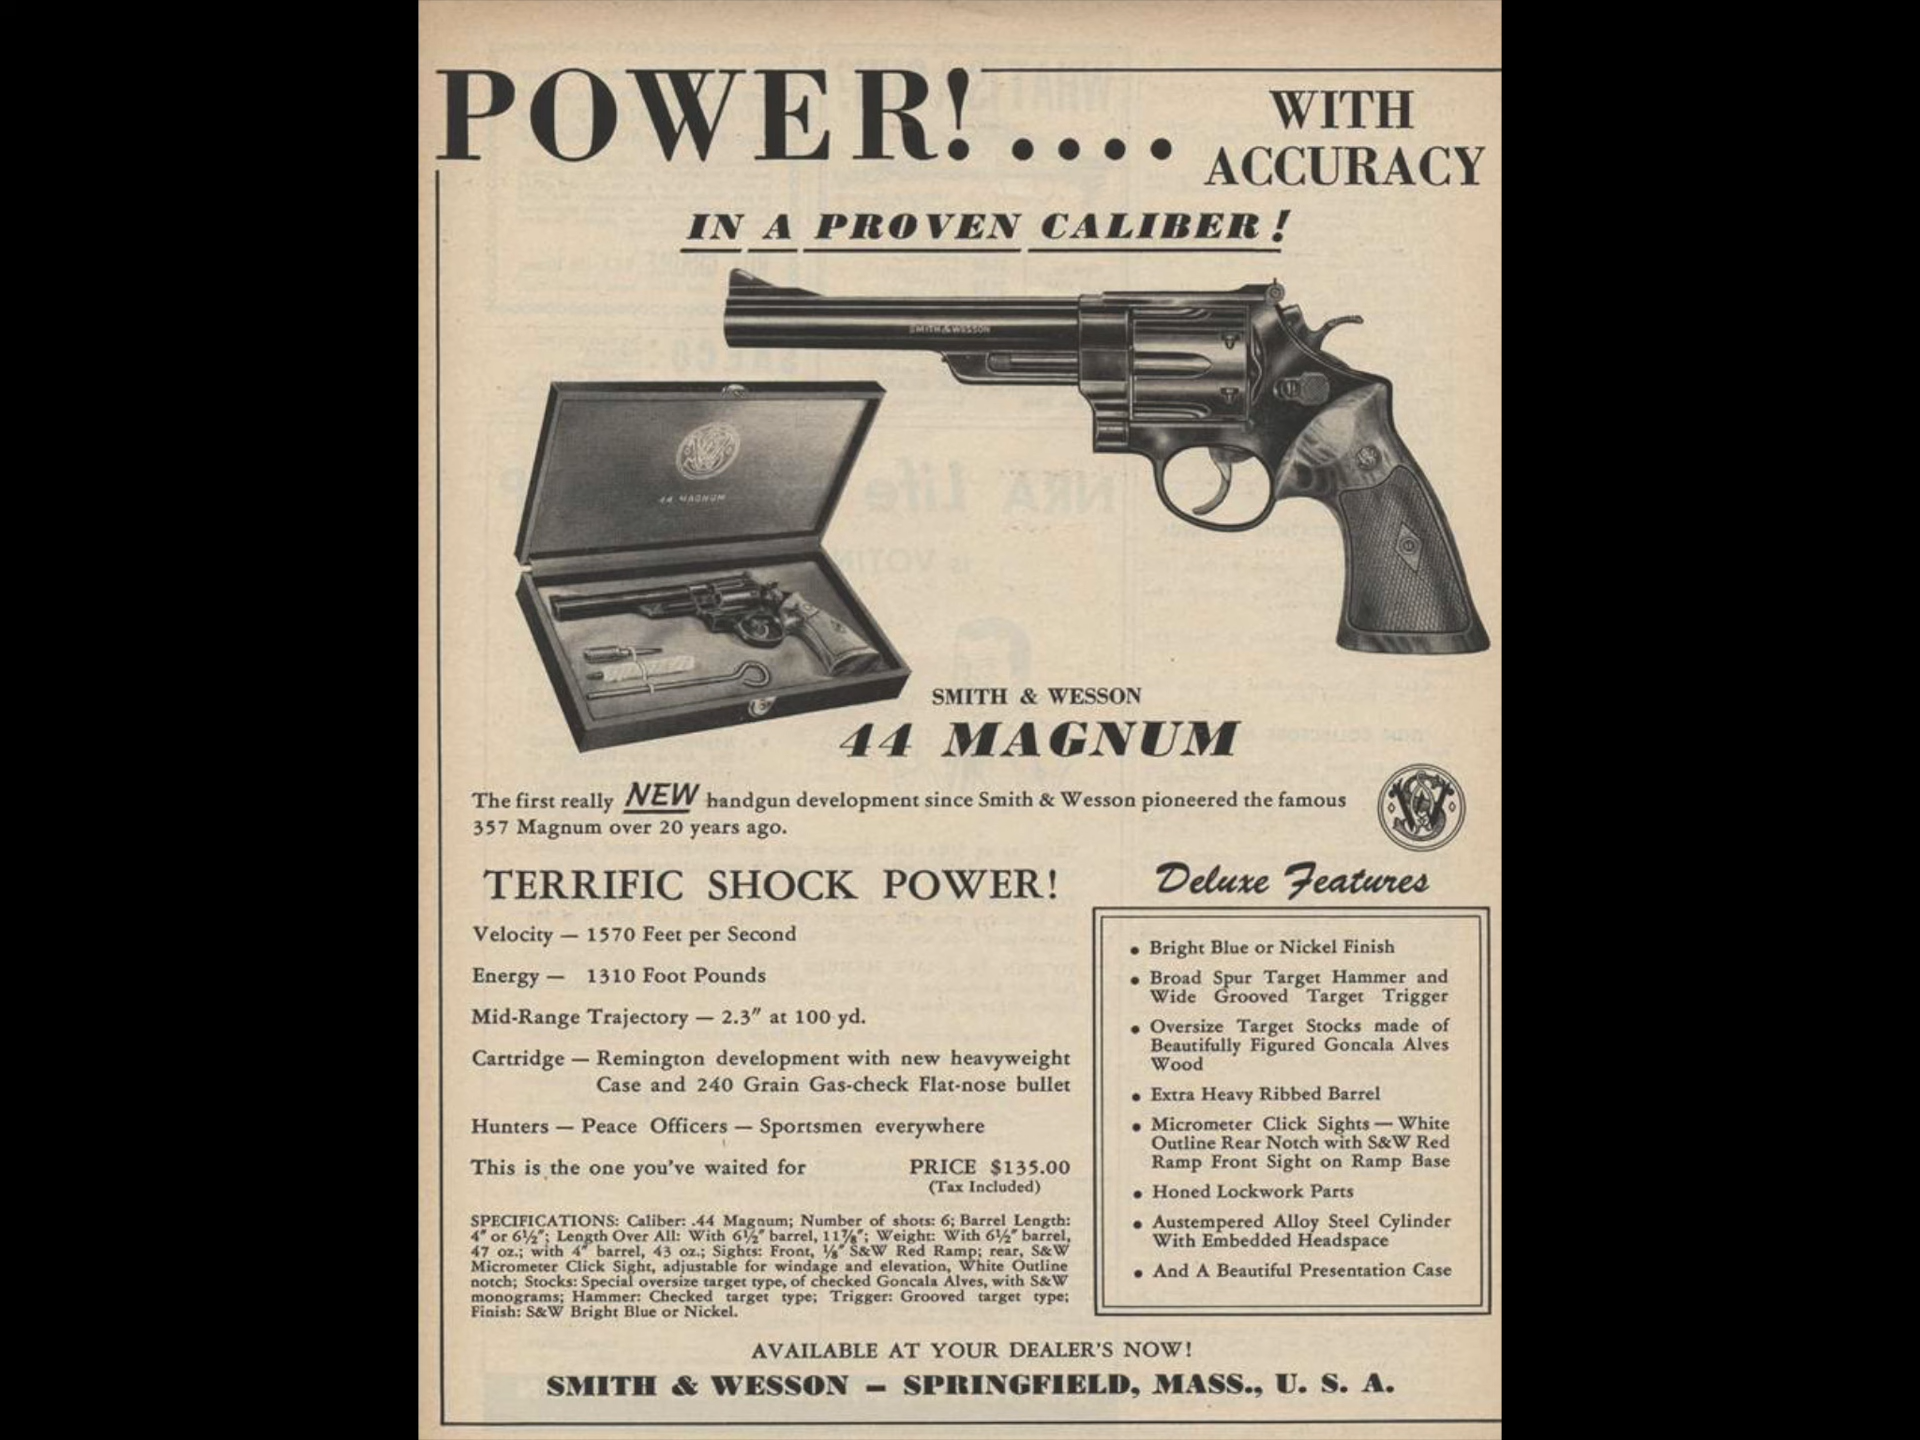 POWER!.... WITH
ACCURACY
IN A PROVEN CALIBER!
SMITH & WESSON
44 MAGNUM
SMITH & WESSON
44 MAGNUM
The first really NEW handgun development since Smith & Wesson pioneered the famous
357 Magnum over 20 years ago.
TERRIFIC SHOCK POWER!
Velocity — 1570 Feet per Second
Energy — 1310 Foot Pounds
Mid-Range Trajectory — 2.3" at 100 yd.
Cartridge — Remington development with new heavyweight
Case and 240 Grain Gas-check Flat-nose bullet
Hunters — Peace Officers — Sportsmen everywhere
This is the one you've waited for PRICE $135.00
(Tax Included)
SPECIFICATIONS: Caliber: .44 Magnum; Number of shots: 6; Barrel Length:
4" or 6½"; Length Over All: With 6½" barrel, 11⅞"; Weight: With 6½" barrel,
47 oz.; with 4" barrel, 43 oz.; Sights: Front, ⅛" S&W Red Ramp; rear, S&W
Micrometer Click Sight, adjustable for windage and elevation, White Outline
notch; Stocks: Special oversize target type, of checked Goncala Alves, with S&W
monograms; Hammer: Checked target type; Trigger: Grooved target type;
Finish: S&W Bright Blue or Nickel.
Deluxe Features
• Bright Blue or Nickel Finish
• Broad Spur Target Hammer and
Wide Grooved Target Trigger
• Oversize Target Stocks made of
Beautifully Figured Goncala Alves
Wood
• Extra Heavy Ribbed Barrel
• Micrometer Click Sights — White
Outline Rear Notch with S&W Red
Ramp Front Sight on Ramp Base
• Honed Lockwork Parts
• Austempered Alloy Steel Cylinder
With Embedded Headspace
• And A Beautiful Presentation Case
AVAILABLE AT YOUR DEALER'S NOW!
SMITH & WESSON — SPRINGFIELD, MASS., U. S. A.